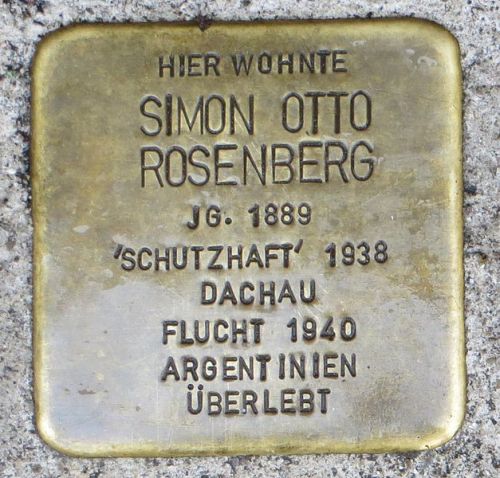 HIER WOHNTE
SIMON OTTO
ROSENBERG
JG. 1889
'SCHUTZHAFT' 1938
DACHAU
FLUCHT 1940
ARGENTINIEN
ÜBERLEBT